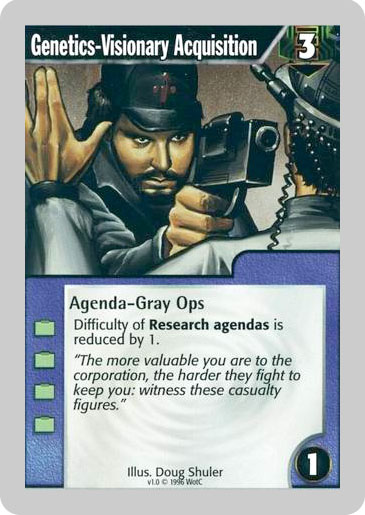 Genetics-Visionary Acquisition
3
Agenda-Gray Ops
Difficulty of Research agendas is
reduced by 1.
"The more valuable you are to the
corporation, the harder they fight to
keep you: witness these casualty
figures."
1
Illus. Doug Shuler
v1.0 © 1996 WotC